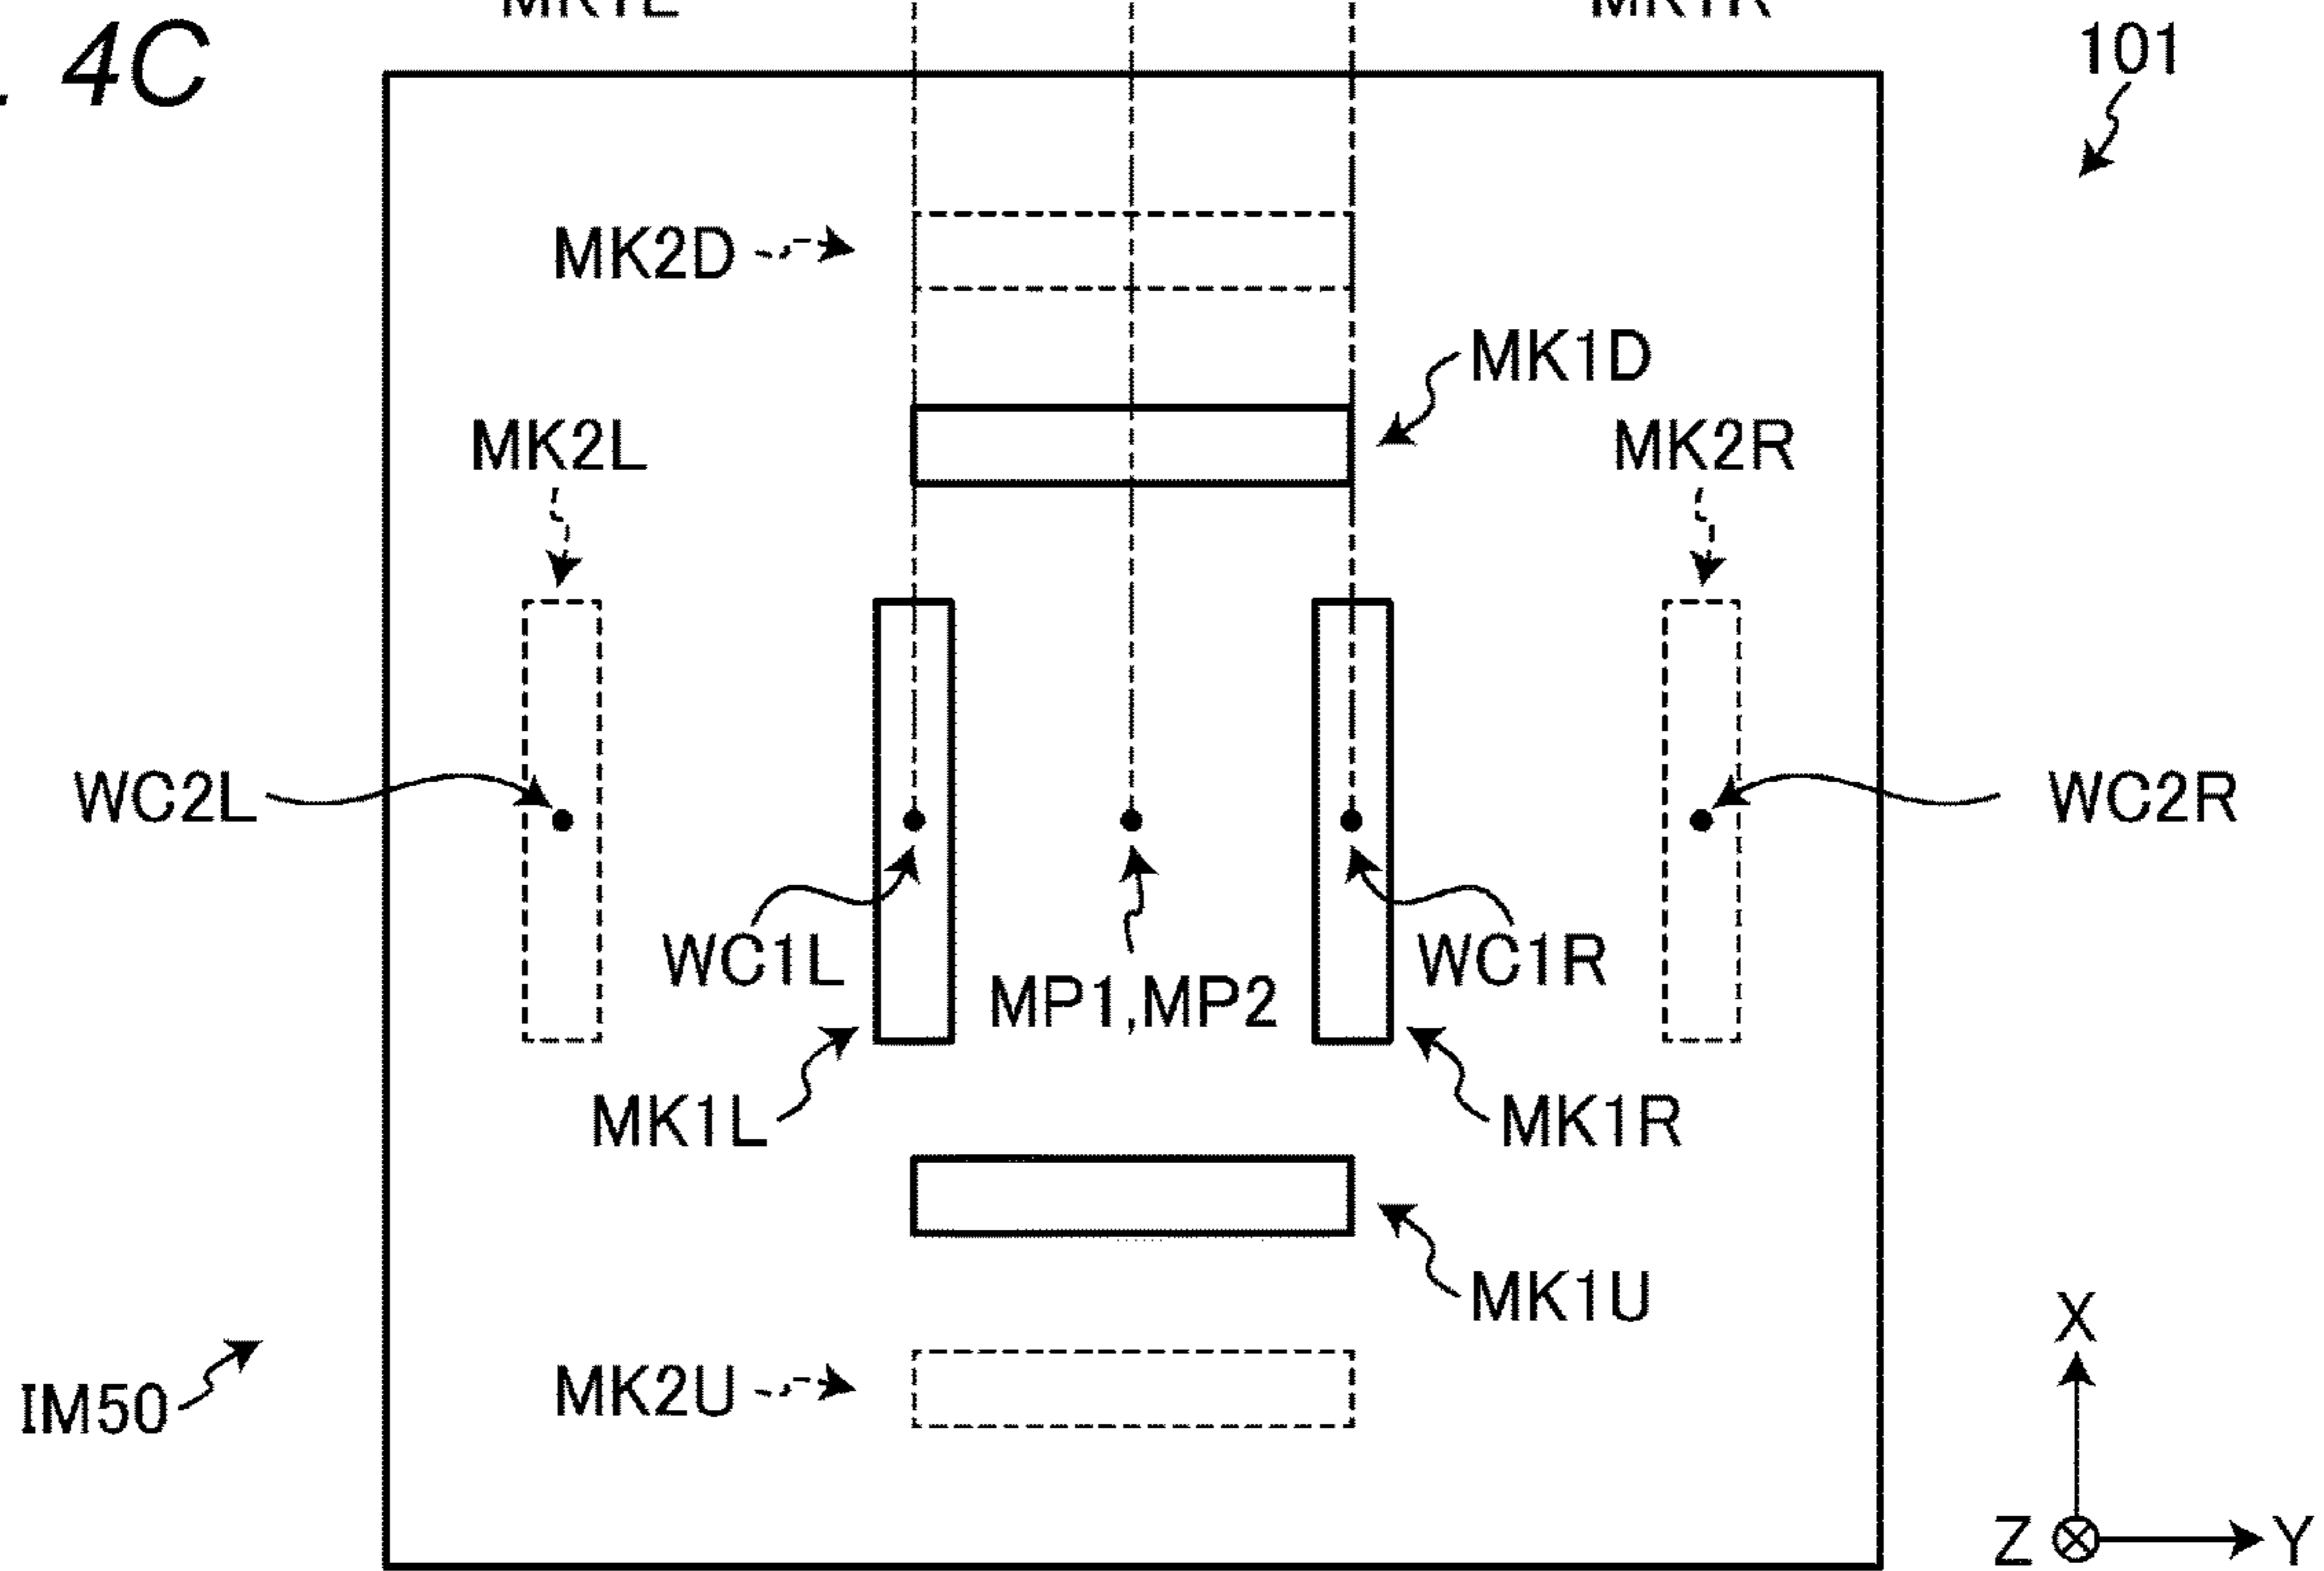 4C
101
MK2D
MK1D
MK2L
MK2R
WC2L
WC2R
WC1L
WC1R
MP1,MP2
MK1L
MK1R
MK1U
MK2U
IM50
X
Z
Y